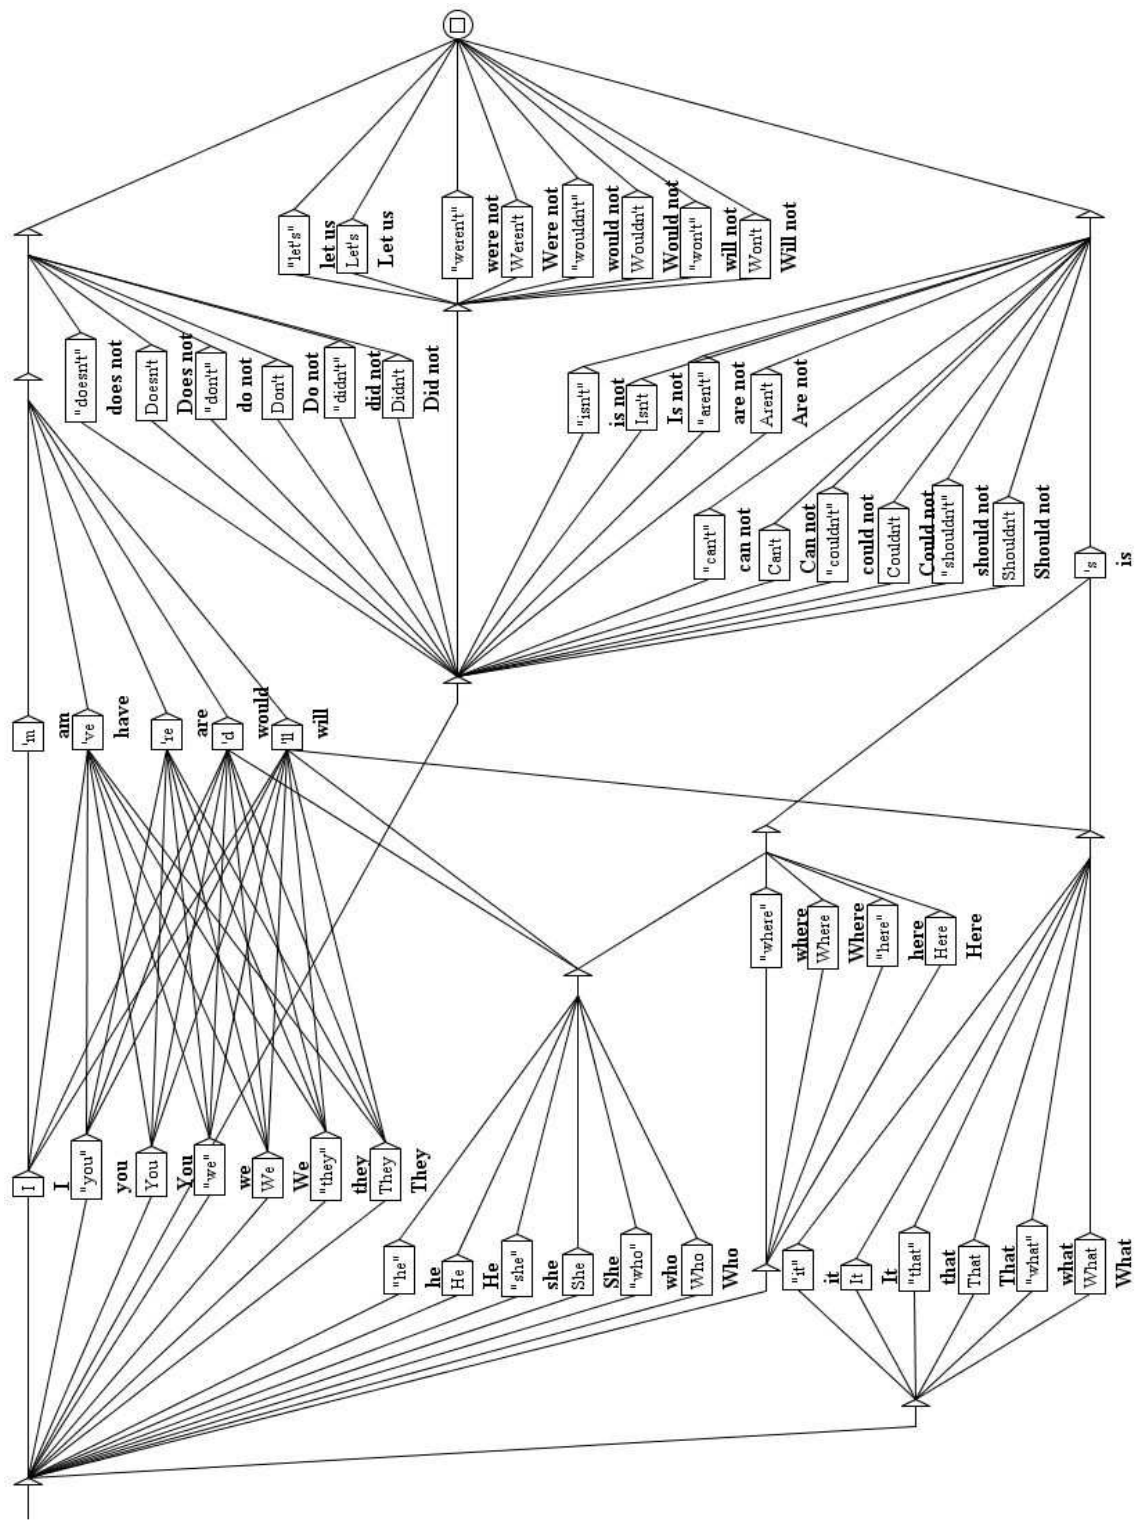 "let's"
let us
Let's
Let us
"weren't"
were not
Weren't
Were not
"wouldn't"
would not
Wouldn't
Would not
"won't"
will not
Won't
Will not
"doesn't"
does not
Doesn't
Does not
"don't"
do not
Don't
Do not
"didn't"
did not
Didn't
Did not
"isn't"
is not
Isn't
Is not
"aren't"
are not
Aren't
Are not
"can't"
can not
Can't
Can not
"couldn't"
could not
Couldn't
Could not
"shouldn't"
should not
Shouldn't
Should not
's
is
'm
am
've
have
're
are
'd
would
'll
will
"where"
where
Where
Where
"here"
here
Here
Here
I
I
"you"
you
You
You
"we"
we
We
We
"they"
they
They
They
"he"
he
He
He
"she"
she
She
She
"who"
who
Who
Who
"it"
it
It
It
"that"
that
That
That
"what"
what
What
What